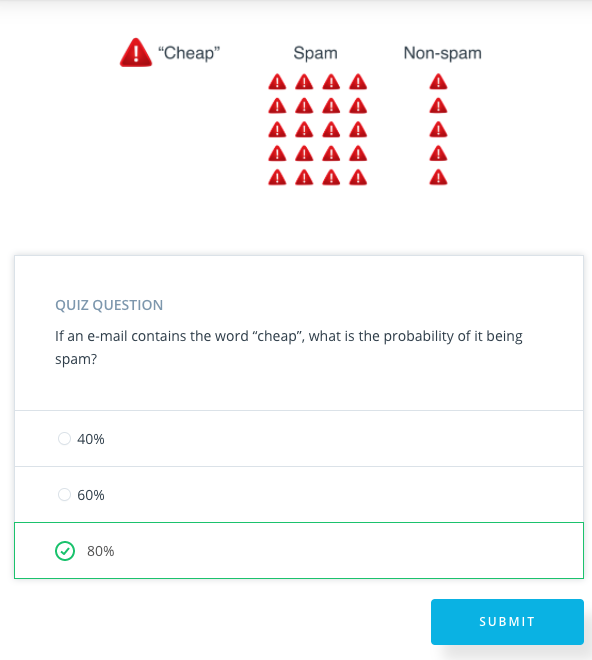 “Cheap” Spam Non-spam
QUIZ QUESTION
If an e-mail contains the word “cheap”, what is the probability of it being
spam?
40%
60%
80%
SUBMIT